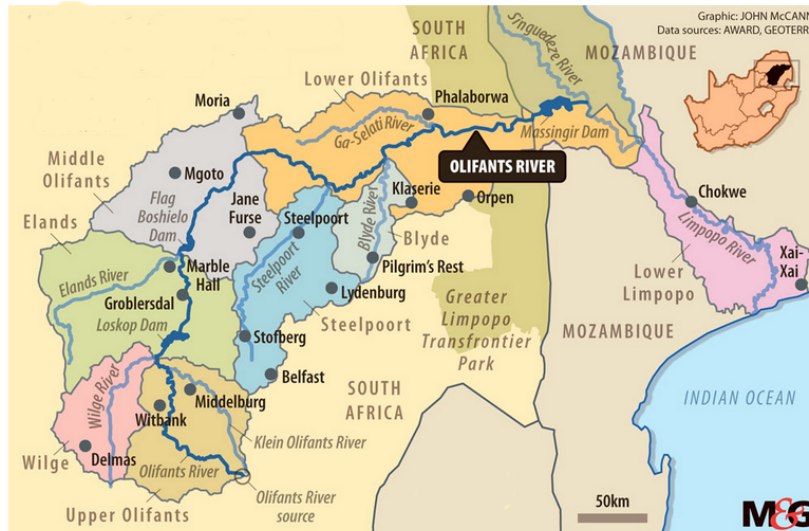 Graphic: JOHN McCANN
Data sources: AWARD, GEOTERRA
SOUTH
AFRICA
Singuedeze River
MOZAMBIQUE
Lower Olifants
Phalaborwa
Moria
Ga-Selati River
Massingir Dam
OLIFANTS RIVER
Middle
Olifants
Mgoto
Flag
Boshielo
Dam
Jane
Furse
Steelpoort
Klaserie
Orpen
Chokwe
Elands
Blyde River
Blyde
Limpopo River
Xai-
Xai
Elands River
Marble
Hall
Steelpoort
River
Pilgrim's Rest
Lower
Limpopo
Groblersdal
Lydenburg
Loskop Dam
Steelpoort
Greater
Limpopo
Transfrontier
Park
MOZAMBIQUE
Stofberg
Belfast
Wilge River
Middelburg
SOUTH
AFRICA
INDIAN OCEAN
Witbank
Klein Olifants River
Wilge
Delmas
Olifants River
Olifants River
source
Upper Olifants
50km
M&G